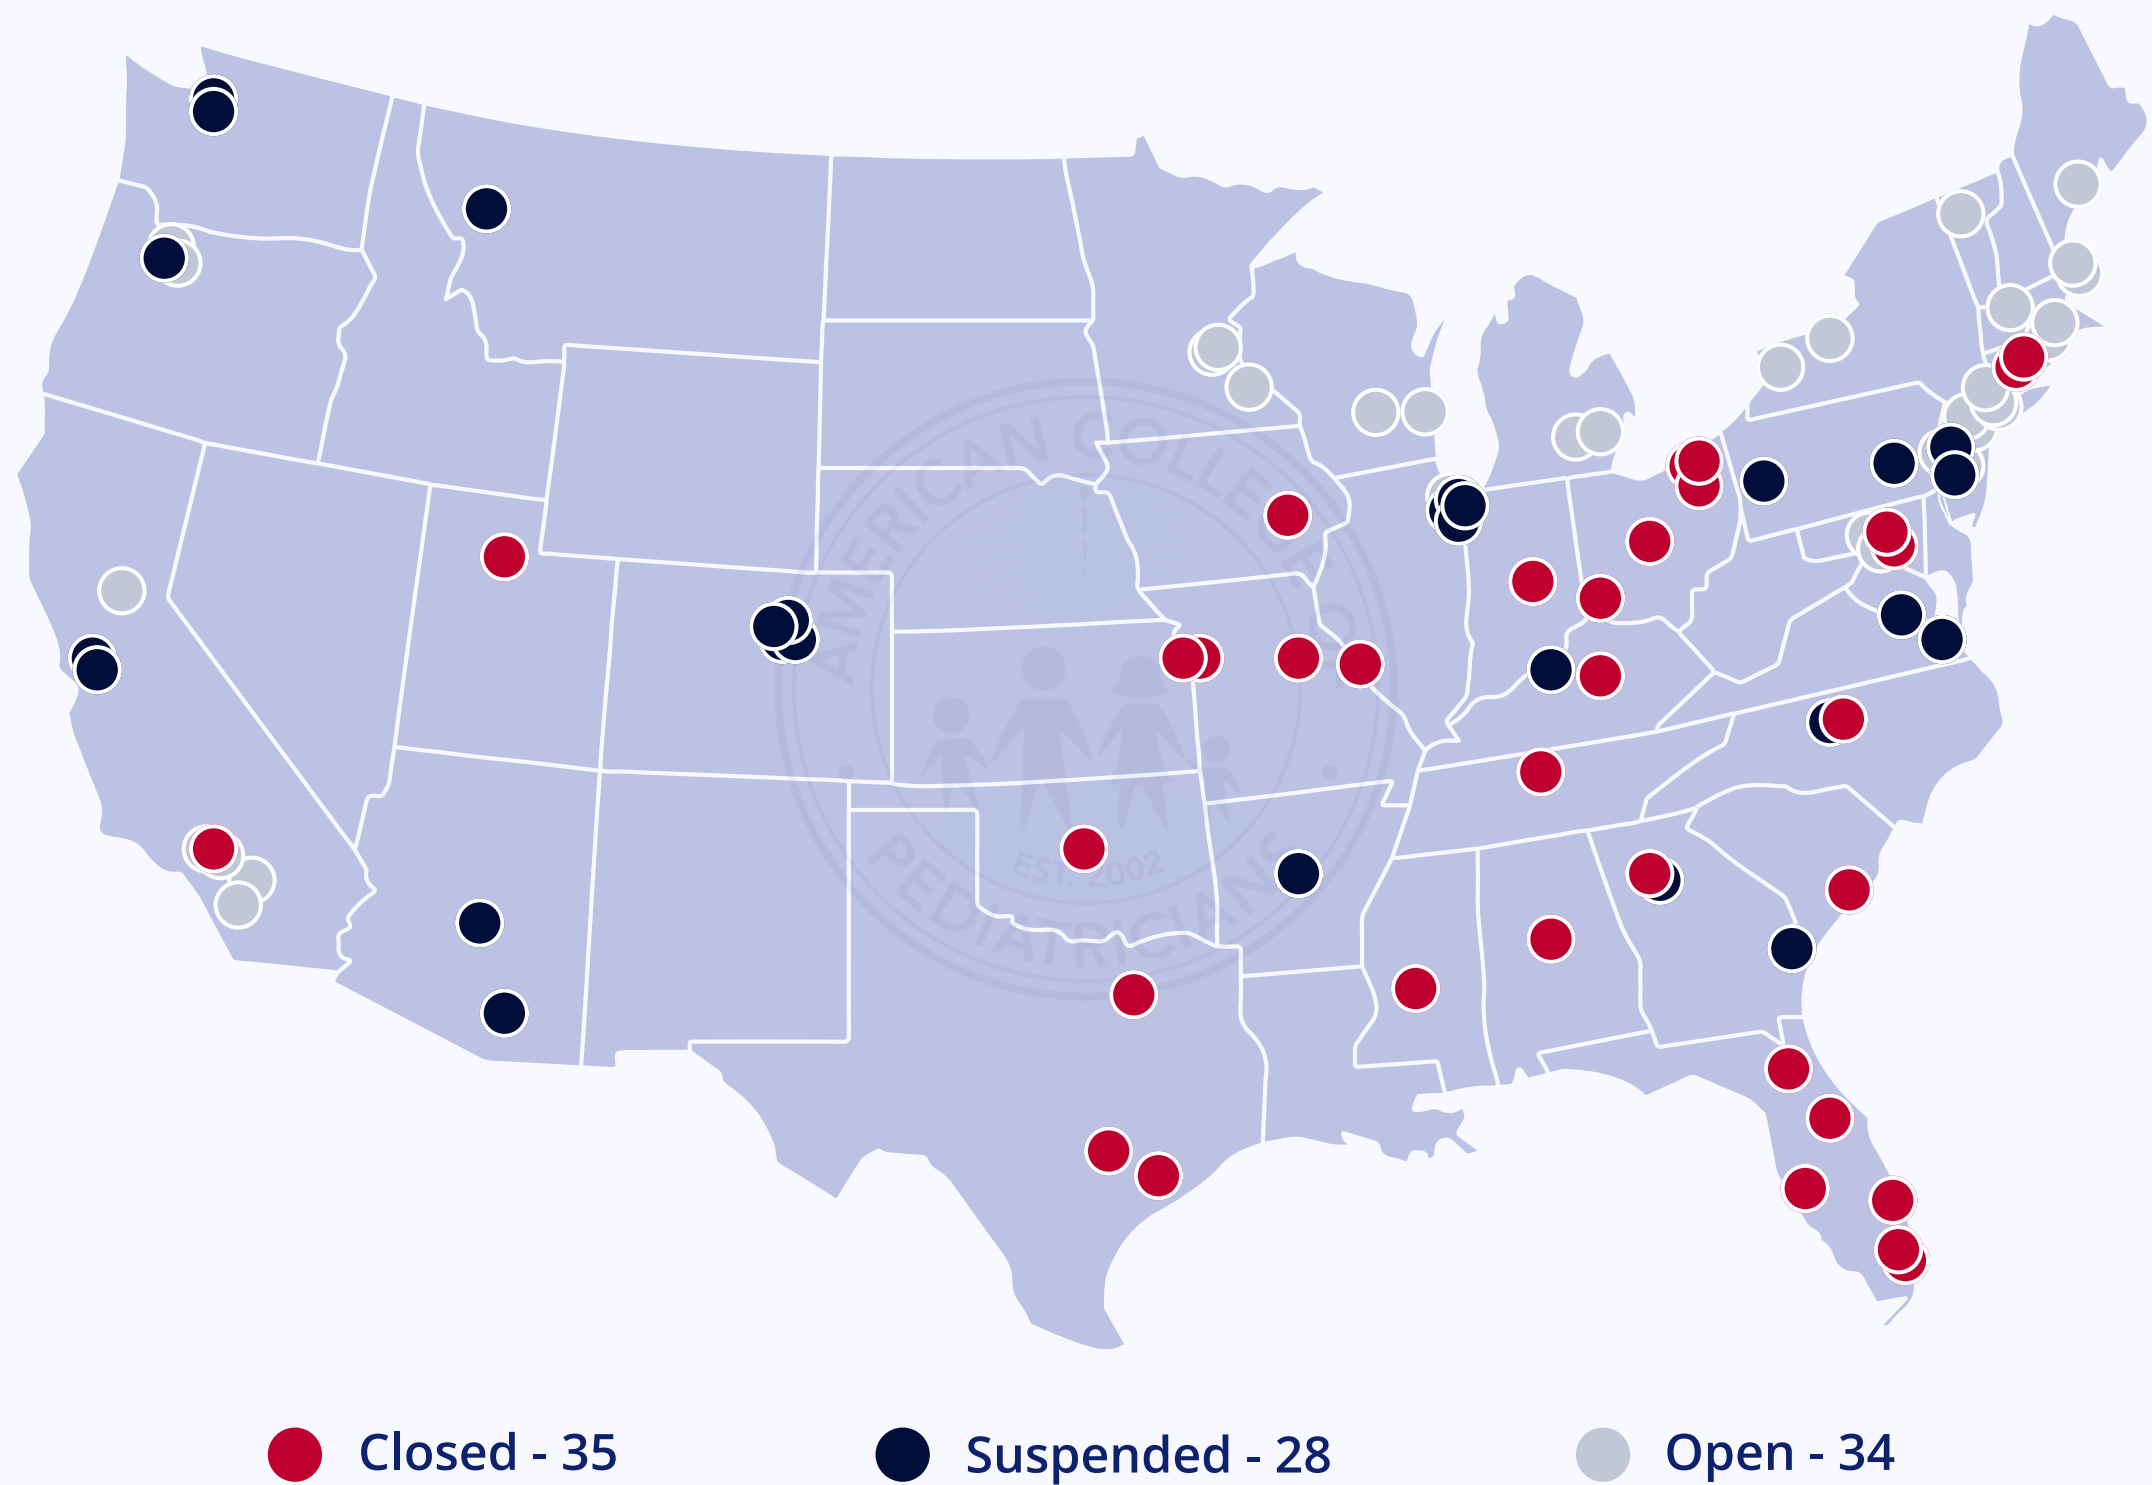 AMERICAN COLLEGE OF
EST. 2002
PEDIATRICIANS
Closed - 35
Suspended - 28
Open - 34